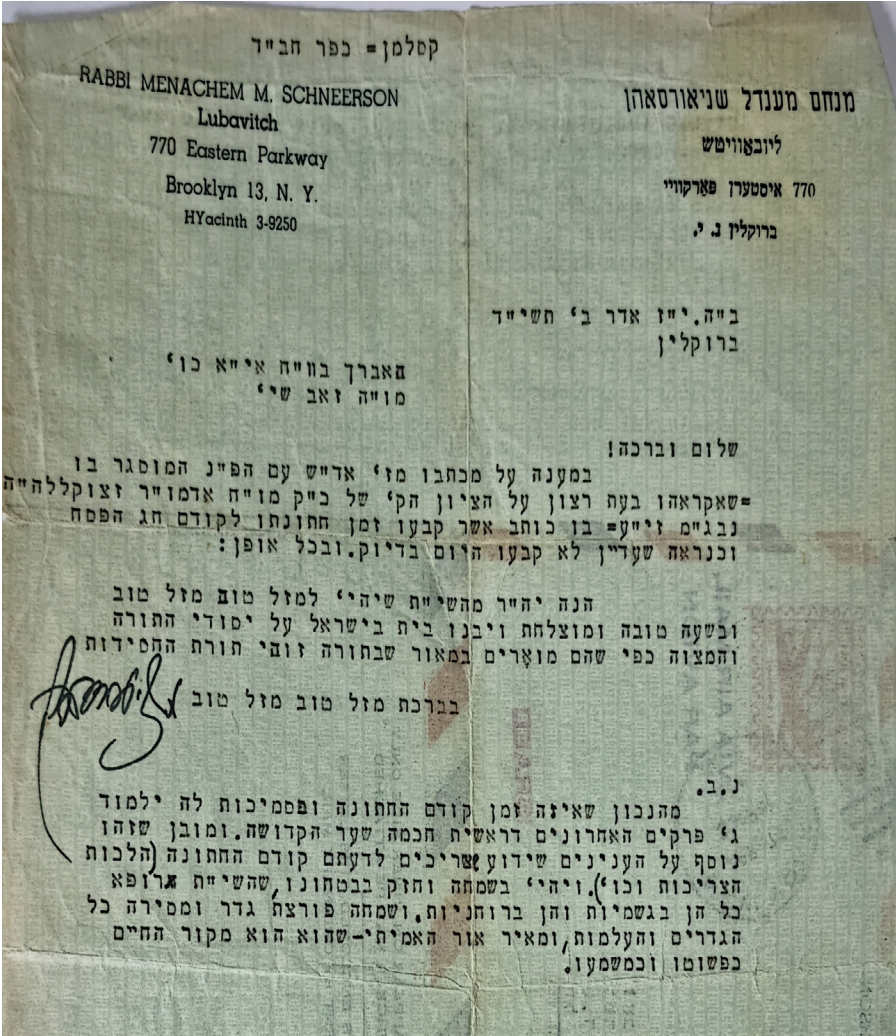 קסלמן= כפר חב"ד
RABBI MENACHEM M. SCHNEERSON
Lubavitch
770 Eastern Parkway
Brooklyn 13, N. Y.
HYacinth 3-9250
מנחם מענדל שניאורסאהן
ליובאוויטש
770 איסטערן פארקוויי
ברוקלין נ. י.
ב"ה.י"ז אדר ב' תשי"ד
ברוקלין
האברך בוו"ח אי"א כו'
מו"ה זאב שי'
שלום וברכה!
במענה על מכתבו מז' אד"ש עם הפ"נ המוסגר בו
=שאקראהו בעת רצון על הציון הק' של כ"ק מו"ח אדמו"ר זצוקללה"ה
נבג"מ זי"ע= בו כותב אשר קבעו זמן חתונתו לקודם חג הפסח
וכנראה שעדיין לא קבעו היום בדיוק.ובכל אופן:
הנה יה"ר מהשי"ת שיהי' למזל טוב מזל טוב
ובשעה טובה ומוצלחת ויבנו בית בישראל על יסודי התורה
והמצוה כפי שהם מוארים במאור שבתורה זוהי תורת החסידות
בברכת מזל טוב מזל טוב
נ.ב.
מהנכון שאיזה זמן קודם החתונה ובסמיכות לה ילמוד
ג' פרקים האחרונים דראשית חכמה שער הקדושה.ומובן שזהו
נוסף על הענינים שידוע שצריכים לדעתם קודם החתונה (הלכות
הצריכות וכו').ויהי' בשמחה וחזק בבטחונו,שהשי"ת רופא
כל הן בגשמיות והן ברוחניות.ושמחה פורצת גדר ומסירה כל
הגדרים והעלמות,ומאיר אור האמיתי-שהוא הוא מקור החיים
כפשוטו וכמשמעו.